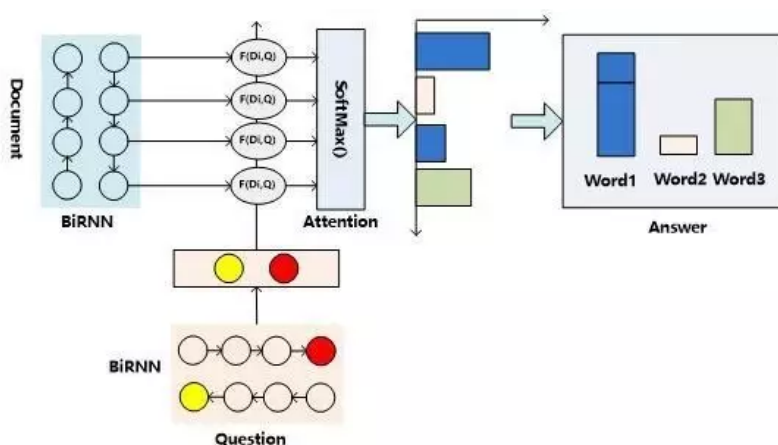 Document
BiRNN
F(Di,Q)
F(Di,Q)
F(Di,Q)
F(Di,Q)
SoftMax()
Attention
Word1 Word2 Word3
Answer
BiRNN
Question